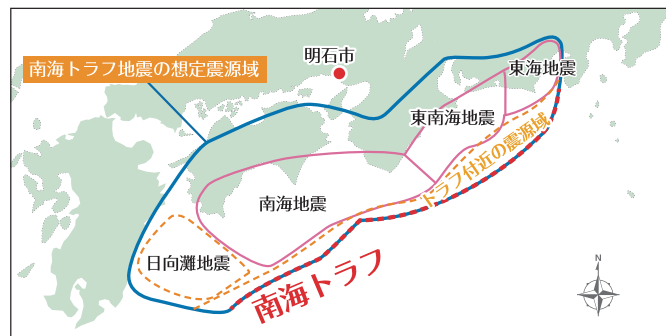 南海トラフ地震の想定震源域
明石市
東海地震
東南海地震
トラフ付近の震源域
南海地震
日向灘地震
南海トラフ
N